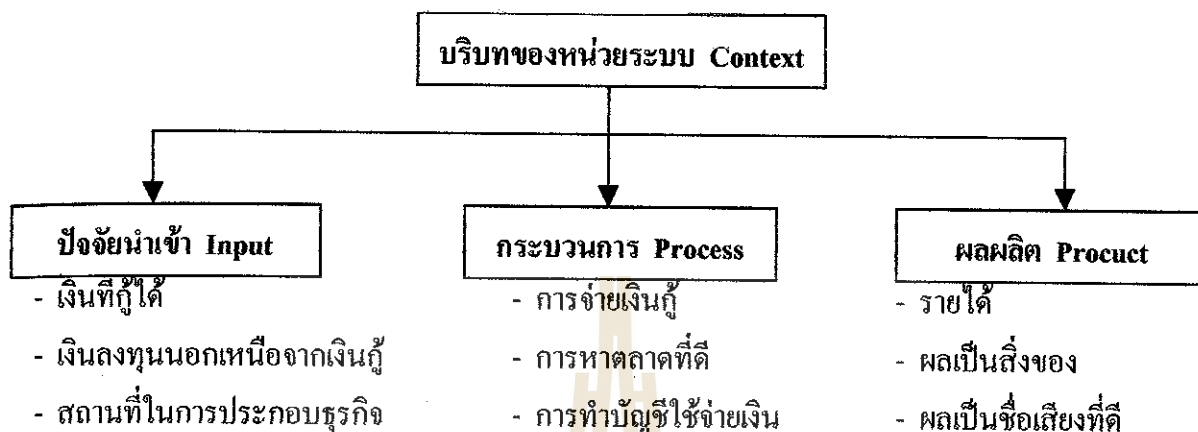 บริบทของหน่วยระบบ Context
ปัจจัยนำเข้า Input
- เงินที่กู้ได้
- เงินลงทุนนอกเหนือจากเงินกู้
- สถานที่ในการประกอบธุรกิจ
กระบวนการ Process
- การจ่ายเงินกู้
- การหาตลาดที่ดี
- การทำบัญชีใช้จ่ายเงิน
ผลผลิต Procuct
- รายได้
- ผลเป็นสิ่งของ
- ผลเป็นชื่อเสียงที่ดี